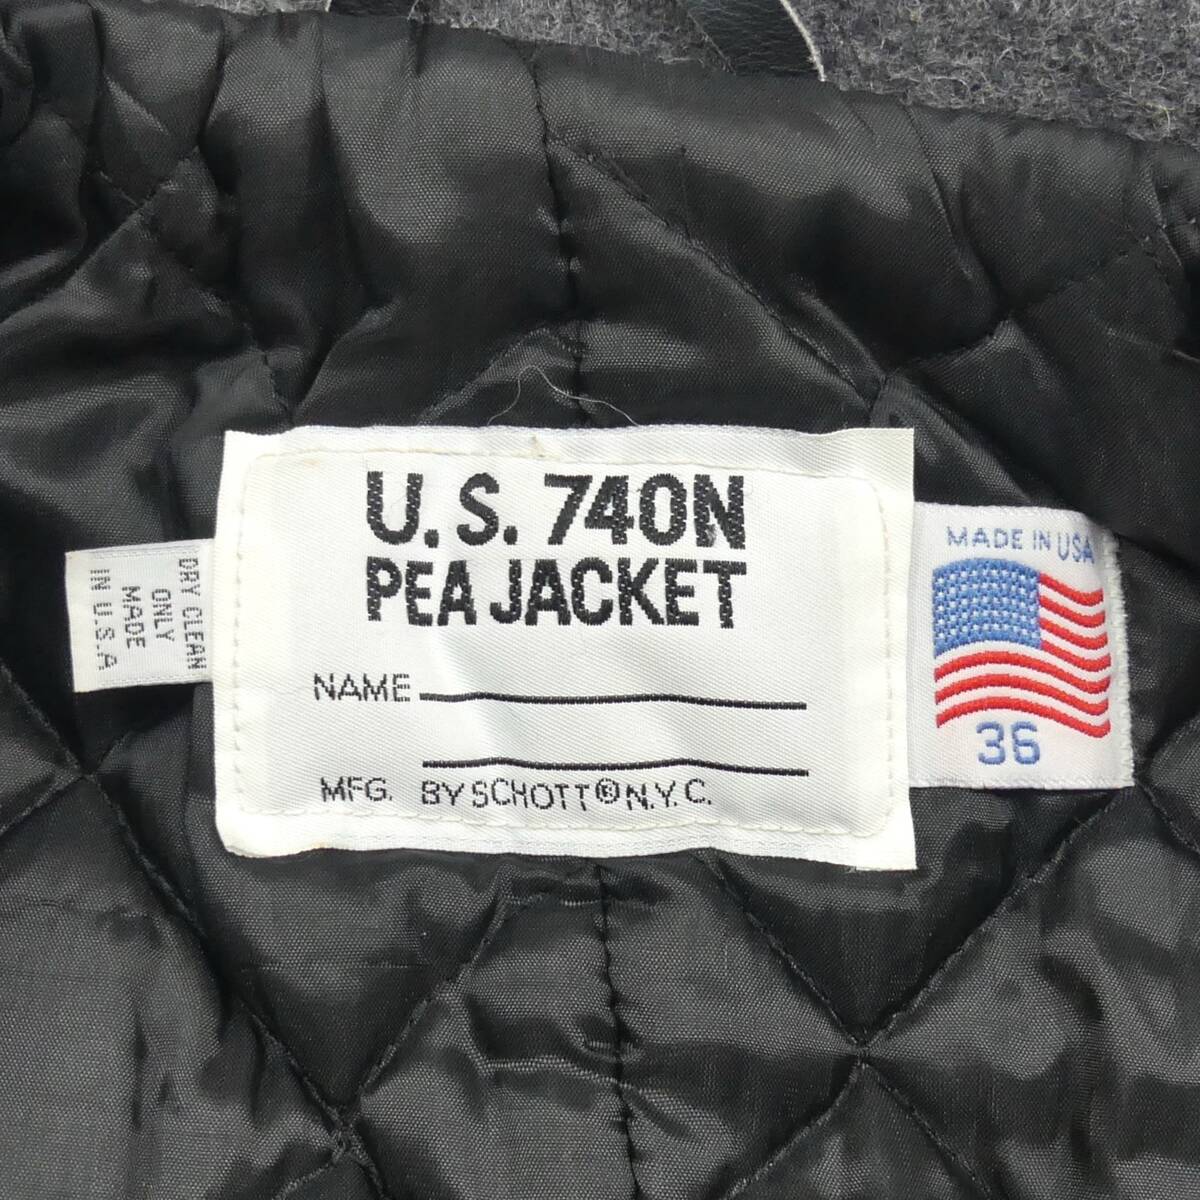 U.S. 740N
PEA JACKET
NAME
MFG. BY SCHOTT® N.Y.C.
DRY CLEAN
ONLY
MADE
IN U.S.A
MADE IN USA
36